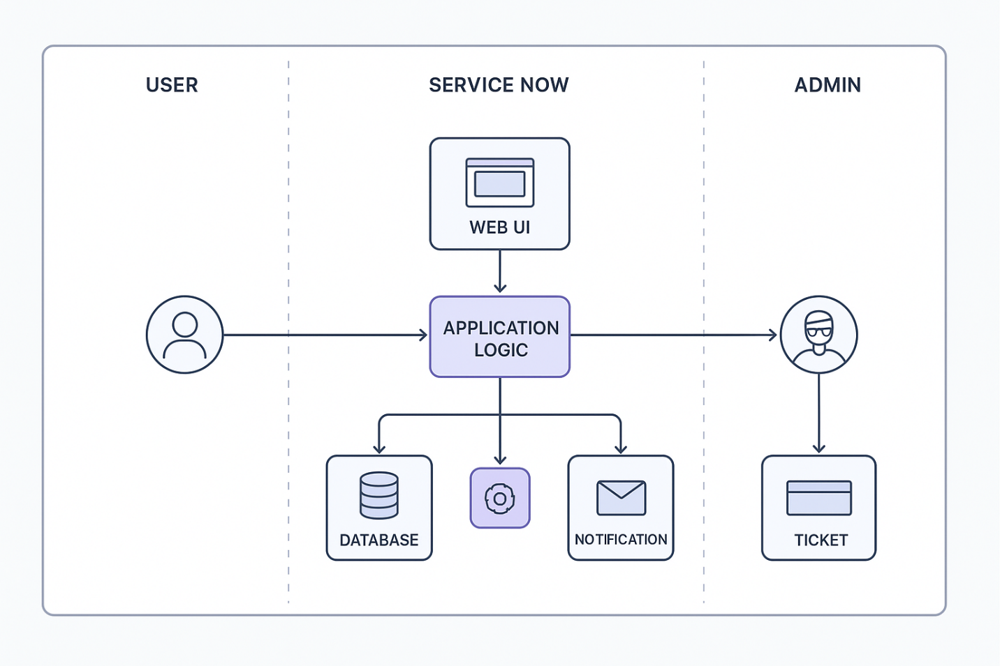 USER
SERVICE NOW
ADMIN
WEB UI
APPLICATION
LOGIC
DATABASE
NOTIFICATION
TICKET